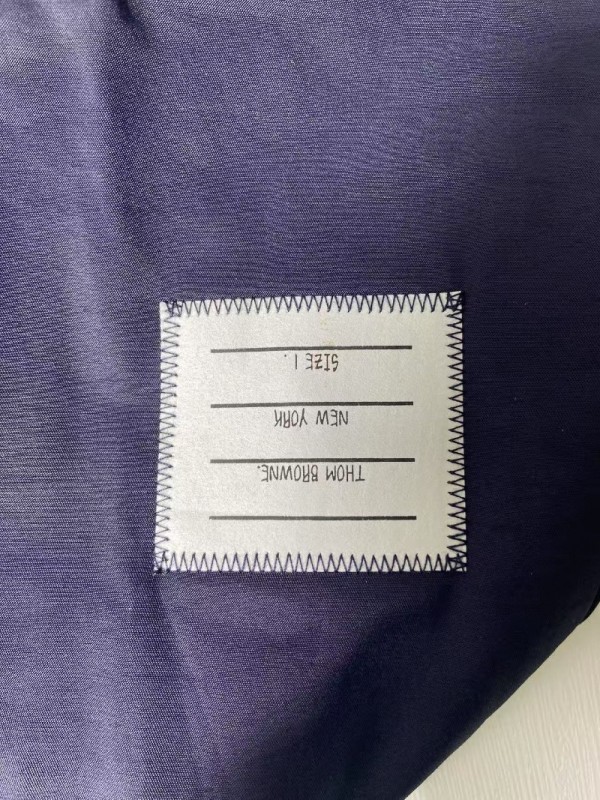 THOM BROWNE.
NEW YORK
SIZE 1.